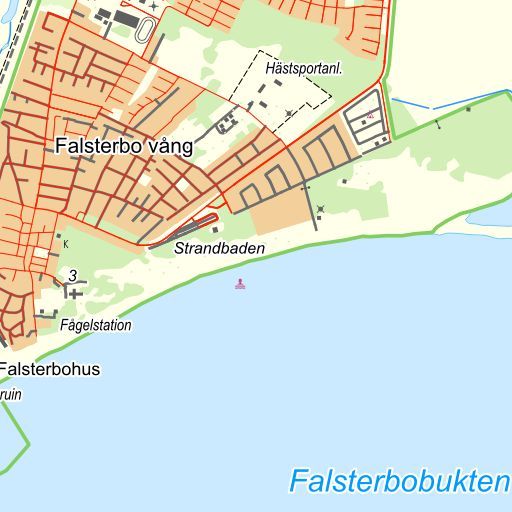 Hästsportanl.
Falsterbo vång
K
Strandbaden
3
Fågelstation
Falsterbohus
ruin
Falsterbobukten